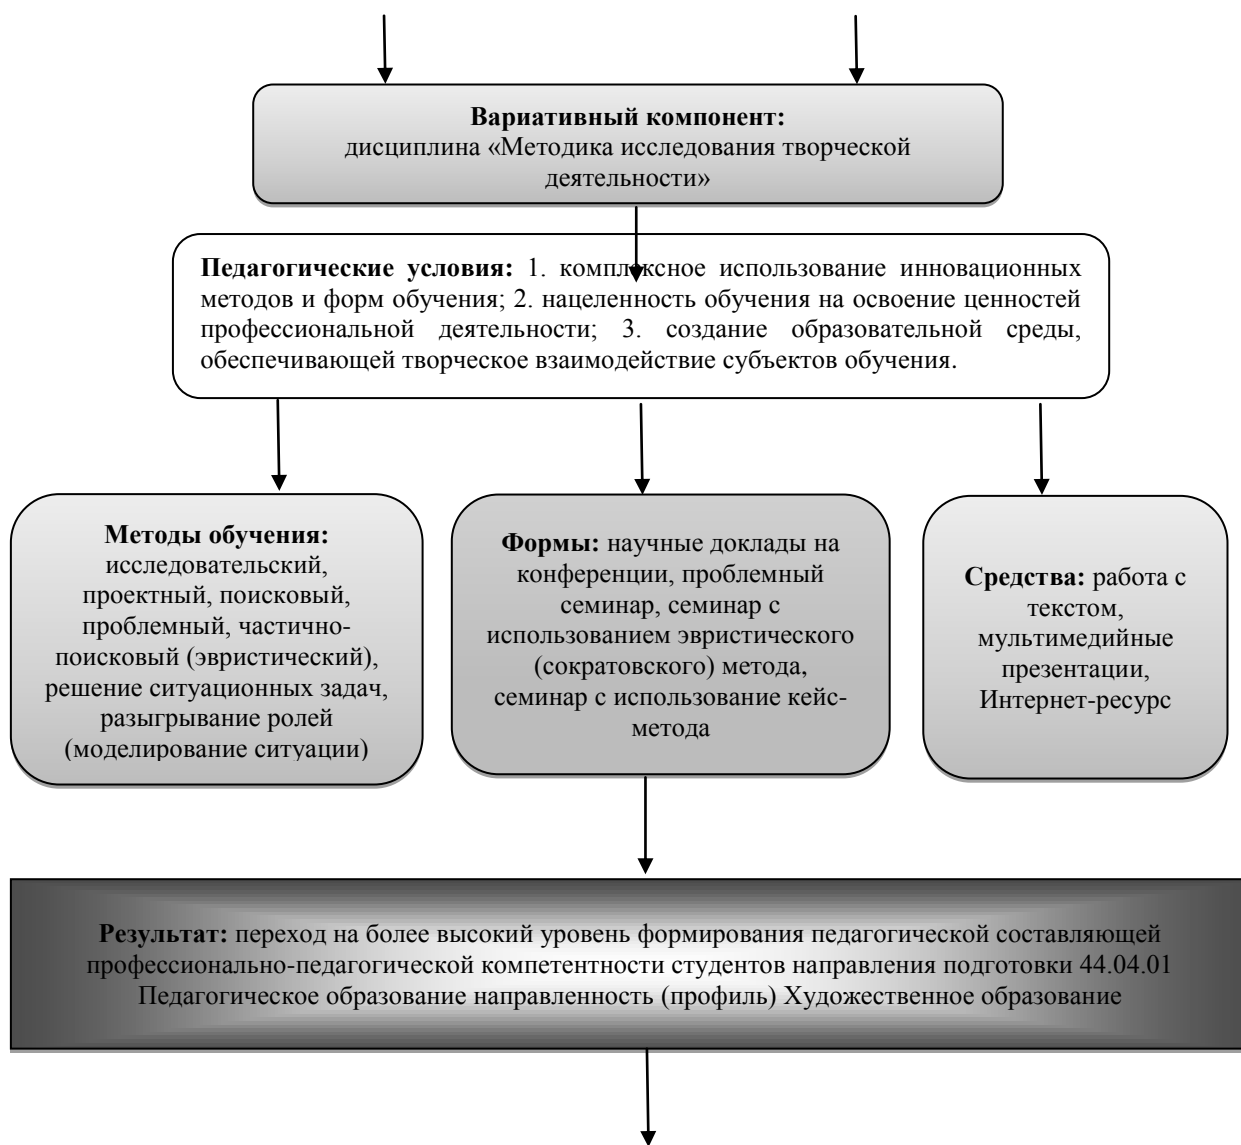 Вариативный компонент:
дисциплина «Методика исследования творческой
деятельности»
Педагогические условия: 1. комплексное использование инновационных
методов и форм обучения; 2. нацеленность обучения на освоение ценностей
профессиональной деятельности; 3. создание образовательной среды,
обеспечивающей творческое взаимодействие субъектов обучения.
Методы обучения:
исследовательский,
проектный, поисковый,
проблемный, частично-
поисковый (эвристический),
решение ситуационных задач,
разыгрывание ролей
(моделирование ситуации)
Формы: научные доклады на
конференции, проблемный
семинар, семинар с
использованием эвристического
(сократовского) метода,
семинар с использование кейс-
метода
Средства: работа с
текстом,
мультимедийные
презентации,
Интернет-ресурс
Результат: переход на более высокий уровень формирования педагогической составляющей
профессионально-педагогической компетентности студентов направления подготовки 44.04.01
Педагогическое образование направленность (профиль) Художественное образование